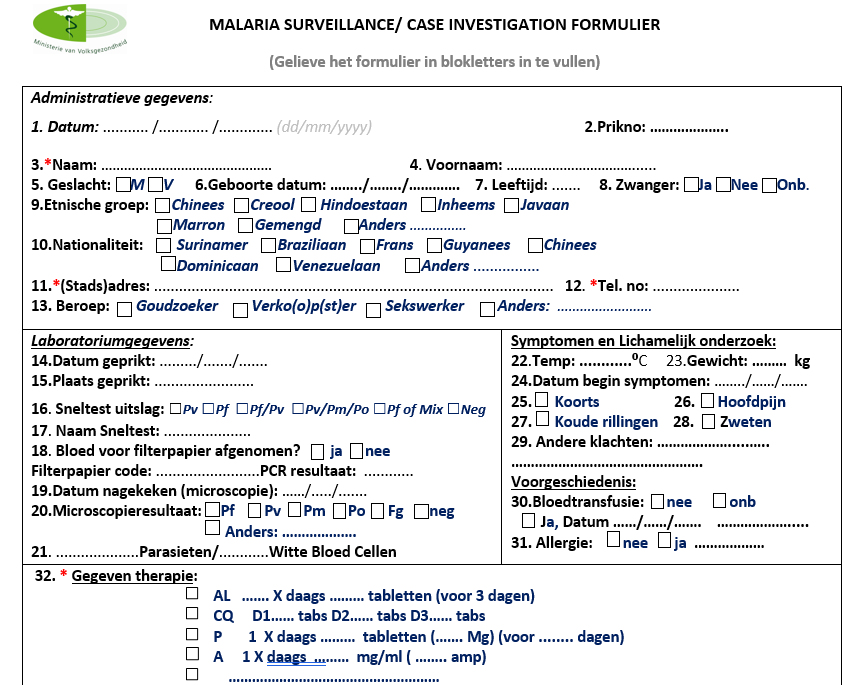 Ministerie van Volksgezondheid
MALARIA SURVEILLANCE/ CASE INVESTIGATION FORMULIER
(Gelieve het formulier in blokletters in te vullen)
Administratieve gegevens:
1. Datum: ........... /............ /............. (dd/mm/yyyy) 2.Prikno: ...................
3.*Naam: .......................................... 4. Voornaam: .....................................
5. Geslacht: ☐M ☐V 6.Geboorte datum: ......../......../............ 7. Leeftijd: ....... 8. Zwanger: ☐Ja ☐Nee ☐Onb.
9.Etnische groep: ☐Chinees ☐Creool ☐ Hindoestaan ☐Inheems ☐Javaan
☐Marron ☐Gemengd ☐Anders ..............
10.Nationaliteit: ☐ Surinamer ☐Braziliaan ☐Frans ☐Guyanees ☐Chinees
☐Dominicaan ☐Venezuelaan ☐Anders ................
11.*(Stads)adres: ......................................................................................................... 12. *Tel. no: .....................
13. Beroep: ☐ Goudzoeker ☐ Verko(o)p(st)er ☐ Sekswerker ☐Anders: .......................
Laboratoriumgegevens:
14.Datum geprikt: ........./......./.......
15.Plaats geprikt: ........................
16. Sneltest uitslag: ☐Pv ☐Pf ☐Pf/Pv ☐Pv/Pm/Po ☐Pf of Mix ☐Neg
17. Naam Sneltest: .....................
18. Bloed voor filterpapier afgenomen? ☐ ja ☐nee
Filterpapier code: .........................PCR resultaat: ............
19.Datum nagekeken (microscopie): ....../...../.......
20.Microscopieresultaat: ☐Pf ☐Pv ☐Pm ☐Po ☐Fg ☐neg
☐ Anders: ..................
21. ....................Parasieten/............Witte Bloed Cellen
Symptomen en Lichamelijk onderzoek:
22.Temp: ............⁰C 23.Gewicht: ......... kg
24.Datum begin symptomen: ......../....../.......
25.☐ Koorts 26. ☐Hoofdpijn
27.☐ Koude rillingen 28. ☐ Zweten
29. Andere klachten: ...........................
..............................................
Voorgeschiedenis:
30.Bloedtransfusie: ☐nee ☐onb
☐ Ja, Datum ....../....../....... ......................
31. Allergie: ☐nee ☐ja .................
32. * Gegeven therapie:
☐ AL ....... X daags ......... tabletten (voor 3 dagen)
☐ CQ D1...... tabs D2...... tabs D3...... tabs
☐ P 1 X daags ......... tabletten (....... Mg) (voor ........ dagen)
☐ A 1 X daags ......... mg/ml ( ........ amp)
☐ ...................................................